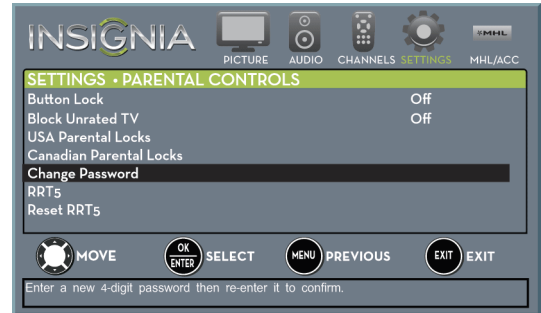 INSIGNIA
PICTURE AUDIO CHANNELS SETTINGS MHL MHL/ACC
SETTINGS • PARENTAL CONTROLS
Button Lock Off
Block Unrated TV Off
USA Parental Locks
Canadian Parental Locks
Change Password
RRT5
Reset RRT5
MOVE OK ENTER SELECT MENU PREVIOUS EXIT EXIT
Enter a new 4-digit password then re-enter it to confirm.